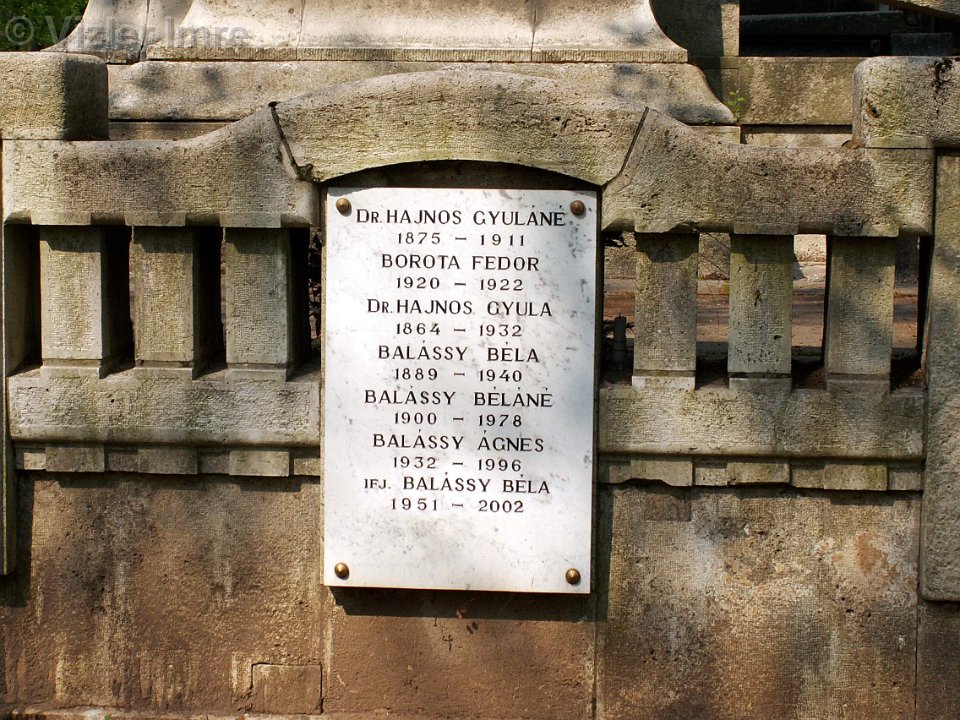 © Vizler Imre
DR. HAJNOS GYULÁNÉ
1875 – 1911
BOROTA FEDOR
1920 – 1922
DR. HAJNOS GYULA
1864 – 1932
BALÁSSY BÉLA
1889 – 1940
BALÁSSY BÉLÁNÉ
1900 – 1978
BALÁSSY ÁGNES
1932 – 1996
IFJ. BALÁSSY BÉLA
1951 – 2002